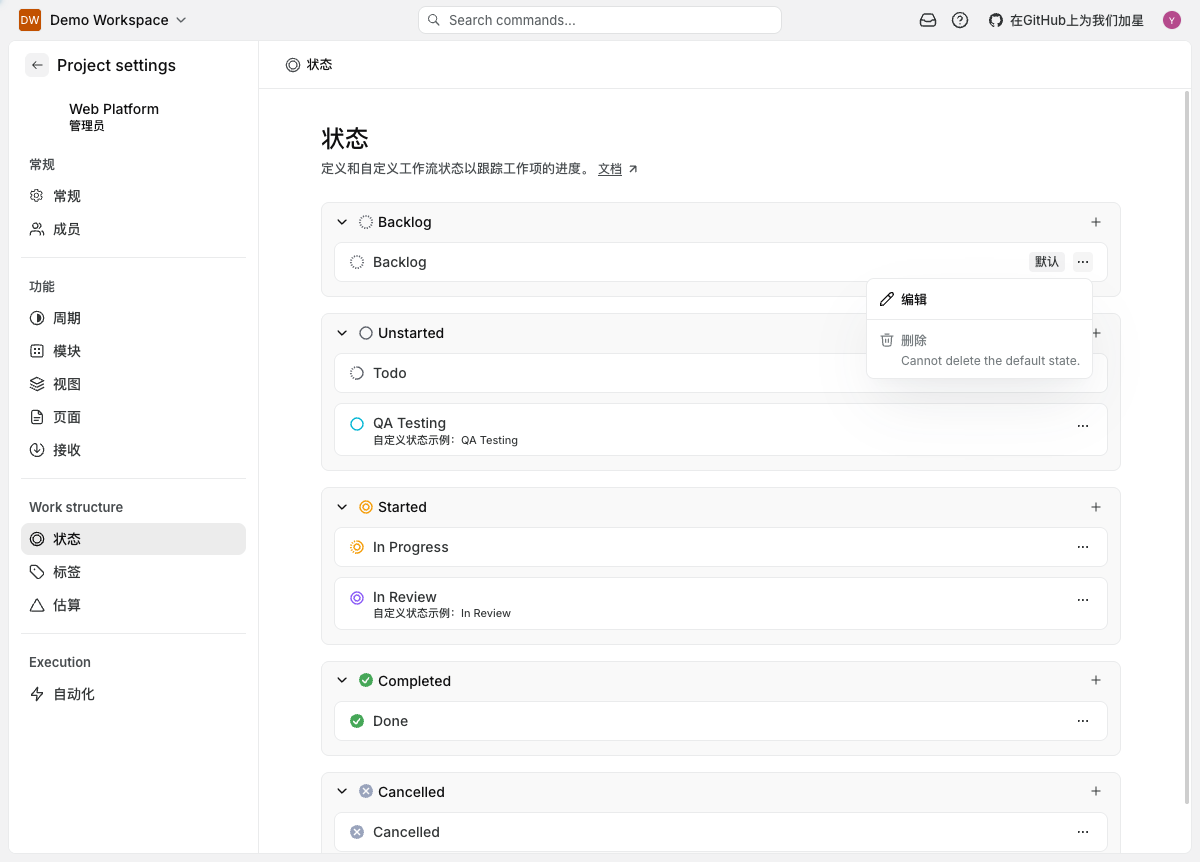 DW Demo Workspace
Search commands...
在GitHub上为我们加星
Y
Project settings
Web Platform
管理员
常规
常规
成员
功能
周期
模块
视图
页面
接收
Work structure
状态
标签
估算
Execution
自动化
状态
状态
定义和自定义工作流状态以跟踪工作项的进度。 文档
Backlog
Backlog
默认
编辑
删除
Cannot delete the default state.
Unstarted
Todo
QA Testing
自定义状态示例：QA Testing
Started
In Progress
In Review
自定义状态示例：In Review
Completed
Done
Cancelled
Cancelled